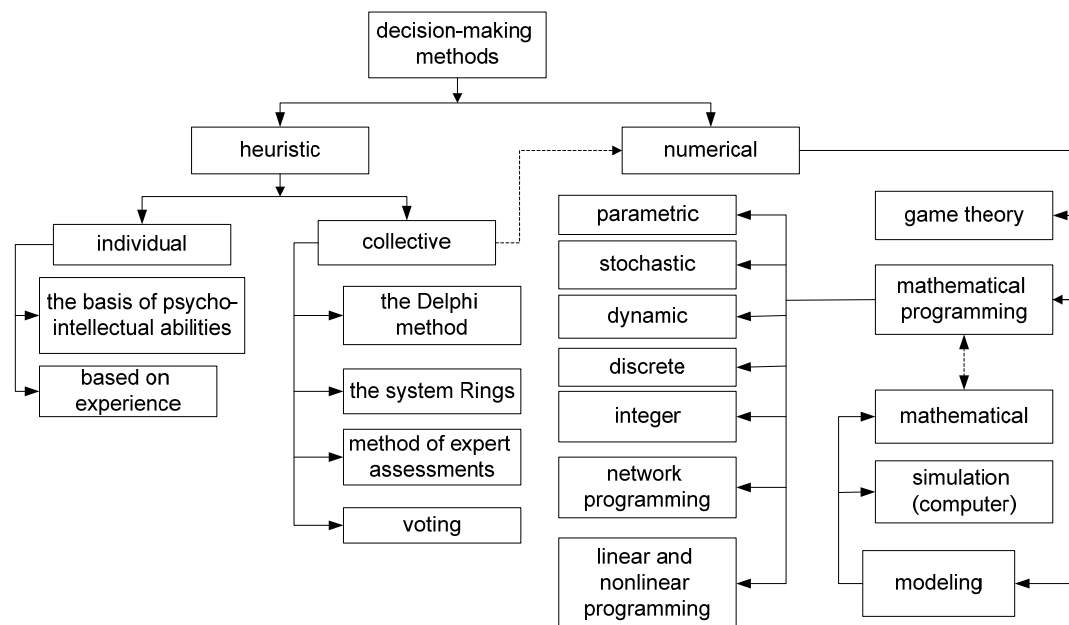 decision-making
methods
heuristic
numerical
individual
collective
the basis of psycho-
intellectual abilities
based on
experience
the Delphi
method
the system Rings
method of expert
assessments
voting
parametric
stochastic
dynamic
discrete
integer
network
programming
linear and
nonlinear
programming
game theory
mathematical
programming
mathematical
simulation
(computer)
modeling